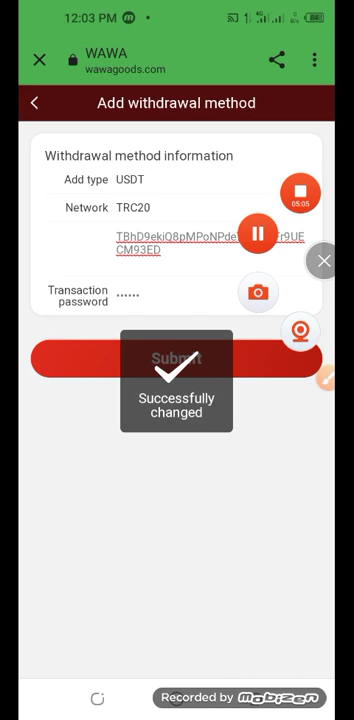 12:03 PM
WAWA
wawagoods.com
Add withdrawal method
Withdrawal method information
Add type USDT
Network TRC20
05:05
CM93ED
Transaction
password ••••••
Submit
Successfully
changed
Recorded by mobizen